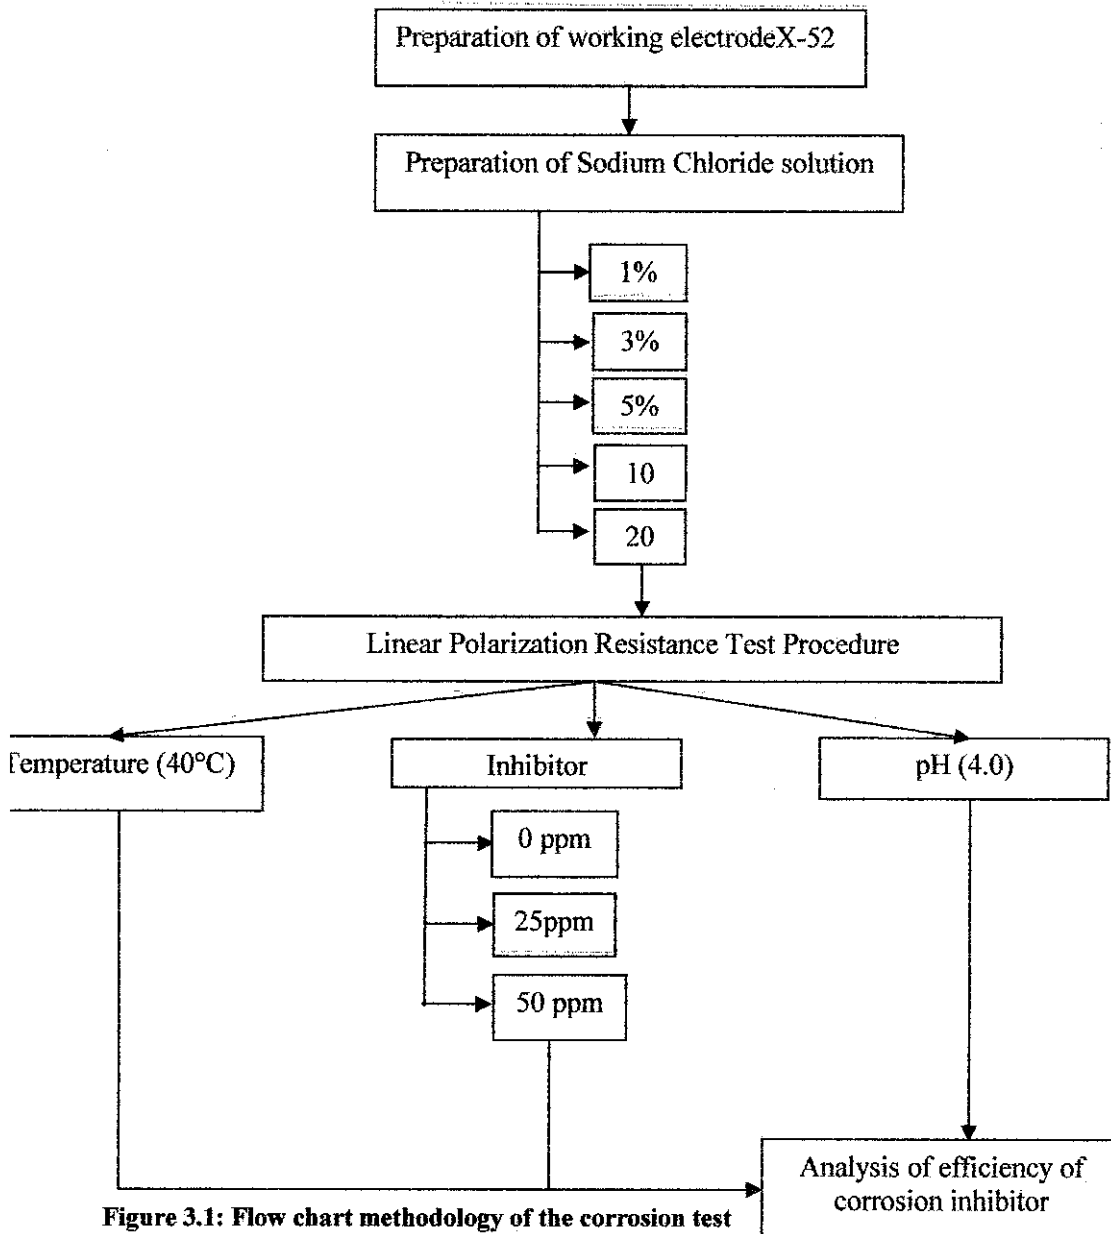 Preparation of working electrodeX-52
Preparation of Sodium Chloride solution
1%
3%
5%
10
20
Linear Polarization Resistance Test Procedure
Temperature (40°C)
Inhibitor
pH (4.0)
0 ppm
25ppm
50 ppm
Analysis of efficiency of
corrosion inhibitor
Figure 3.1: Flow chart methodology of the corrosion test